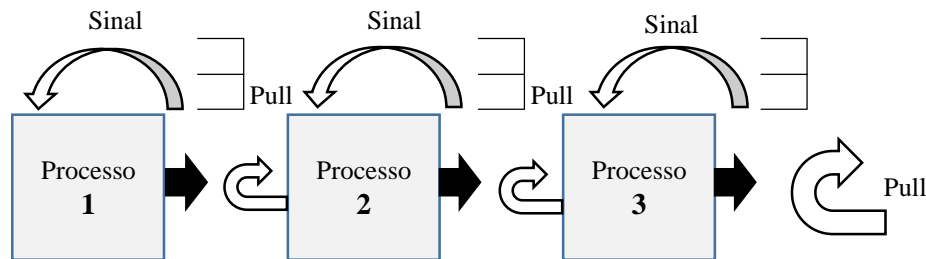 Sinal
Sinal
Sinal
Pull
Pull
Processo
1
Processo
2
Processo
3
Pull